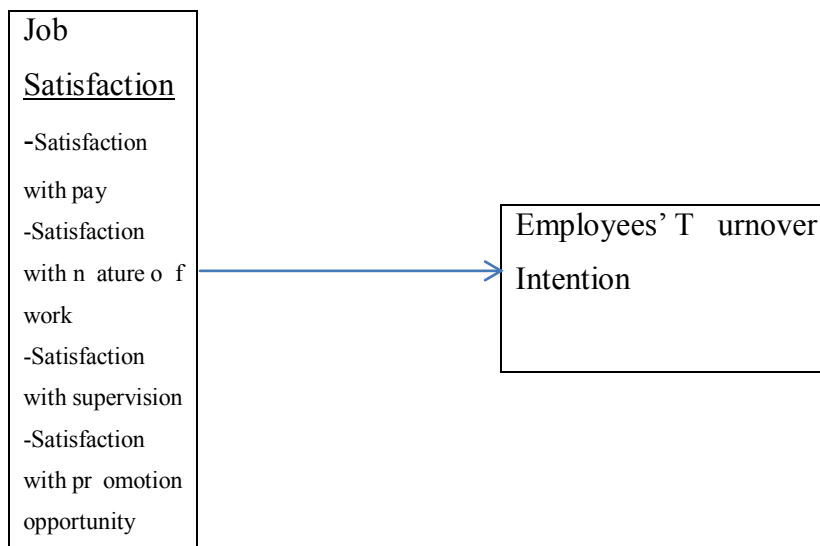 Job
Satisfaction
-Satisfaction
with pay
-Satisfaction
with n ature o f
work
-Satisfaction
with supervision
-Satisfaction
with pr omotion
opportunity
Employees’ T urnover
Intention